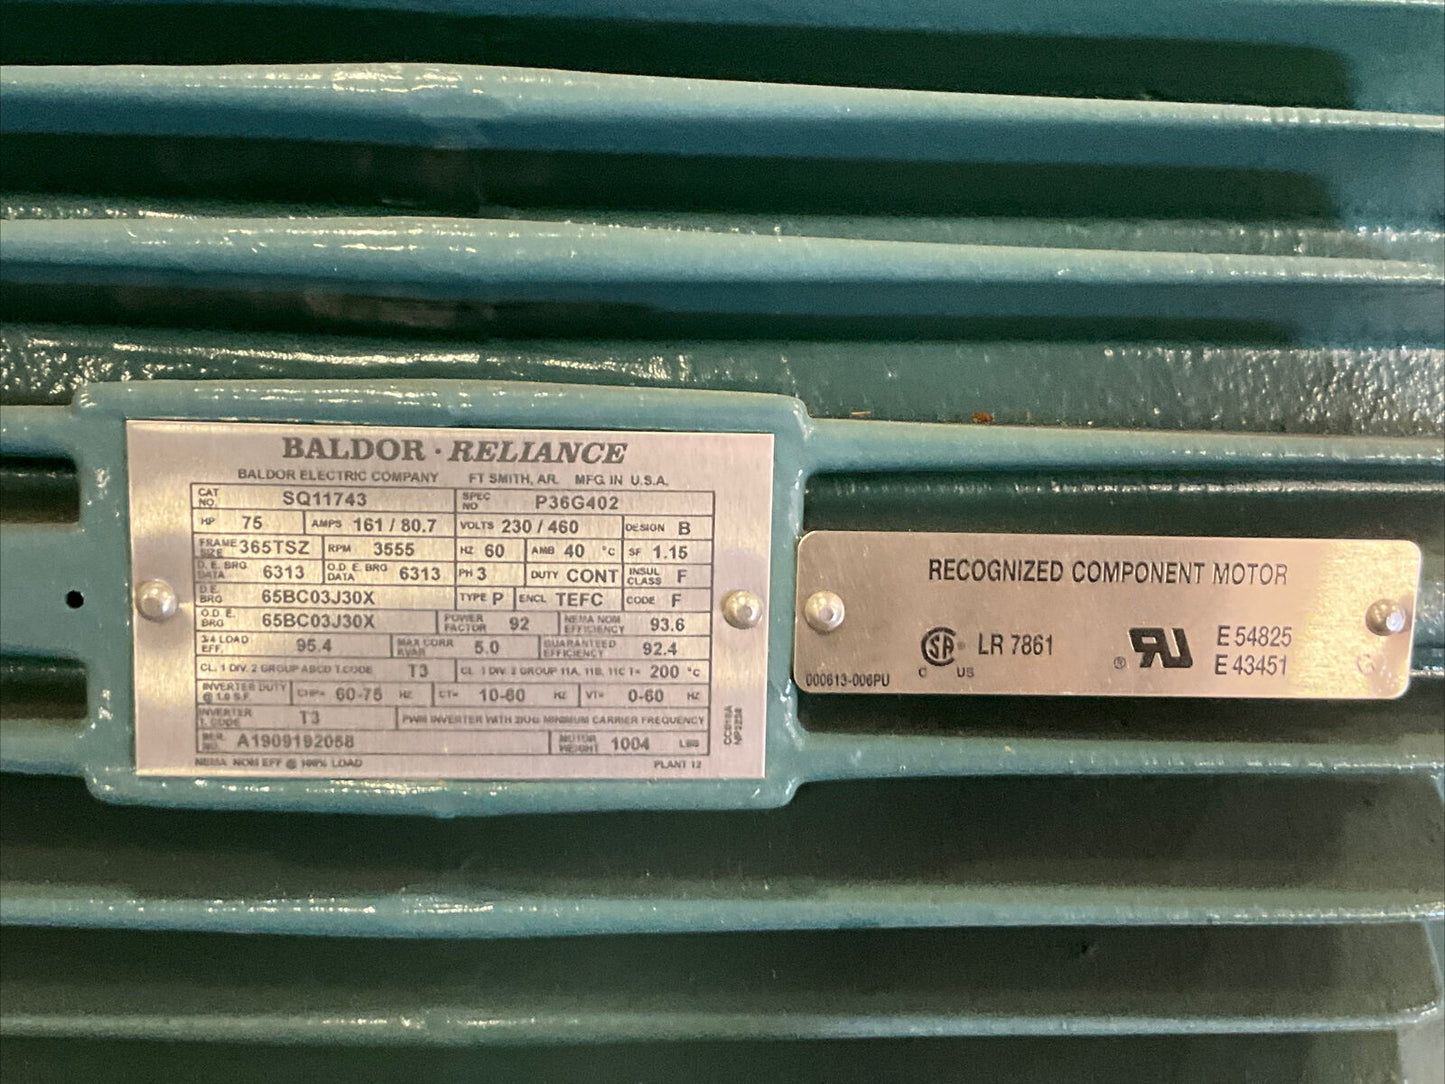 BALDOR · RELIANCE
BALDOR ELECTRIC COMPANY FT SMITH, AR. MFG. IN U.S.A.
CAT NO. SQ11743 SPEC NO P36G402
HP 75 AMPS 161 / 80.7 VOLTS 230 / 460 DESIGN B
FRAME SIZE 365TSZ RPM 3555 HZ 60 AMB 40 °C SF 1.15
D. E. BRG DATA 6313 O.D. E. BRG DATA 6313 PH 3 DUTY CONT INSUL CLASS F
D.E. BRG 65BC03J30X TYPE P ENCL TEFC CODE F
O.D. E. BRG 65BC03J30X POWER FACTOR 92 NEMA NOM EFFICIENCY 93.6
3/4 LOAD EFF. 95.4 MAX CORR KVAR 5.0 GUARANTEED EFFICIENCY 92.4
CL. 1 DIV. 2 GROUP ABCD T.CODE T3 CL. 1 DIV. 2 GROUP 11A, 11B, 11C T= 200 °C
INVERTER DUTY @ 1.0 S.F. CHP= 60-75 HZ CT= 10-60 HZ VT= 0-60 HZ
INVERTER T. CODE T3 PWM INVERTER WITH 2KHz MINIMUM CARRIER FREQUENCY
SER. NO. A1909192058 MOTOR WEIGHT 1004 LBS
NEMA NOM EFF @ 100% LOAD PLANT 12
RECOGNIZED COMPONENT MOTOR
SA ® LR 7861 ® RU E 54825
C US E 43451
000613-006PU